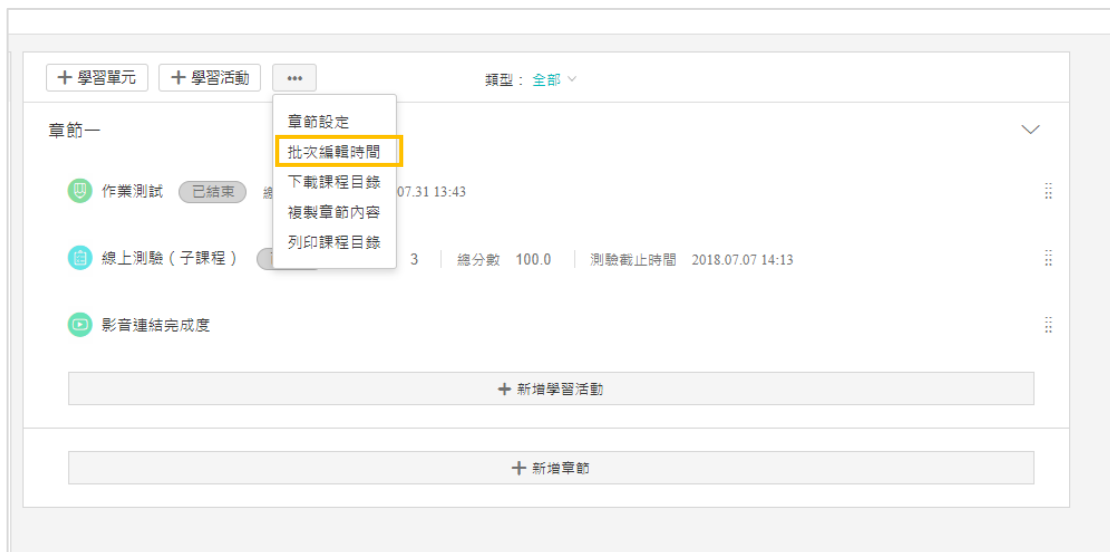 + 學習單元 + 學習活動 ••• 類型： 全部
章節設定
章節一
批次編輯時間
下載課程目錄
作業測試 已結束 07.31 13:43
複製章節內容
列印課程目錄
線上測驗（子課程） 3 總分數 100.0 測驗截止時間 2018.07.07 14:13
影音連結完成度
+ 新增學習活動
+ 新增章節